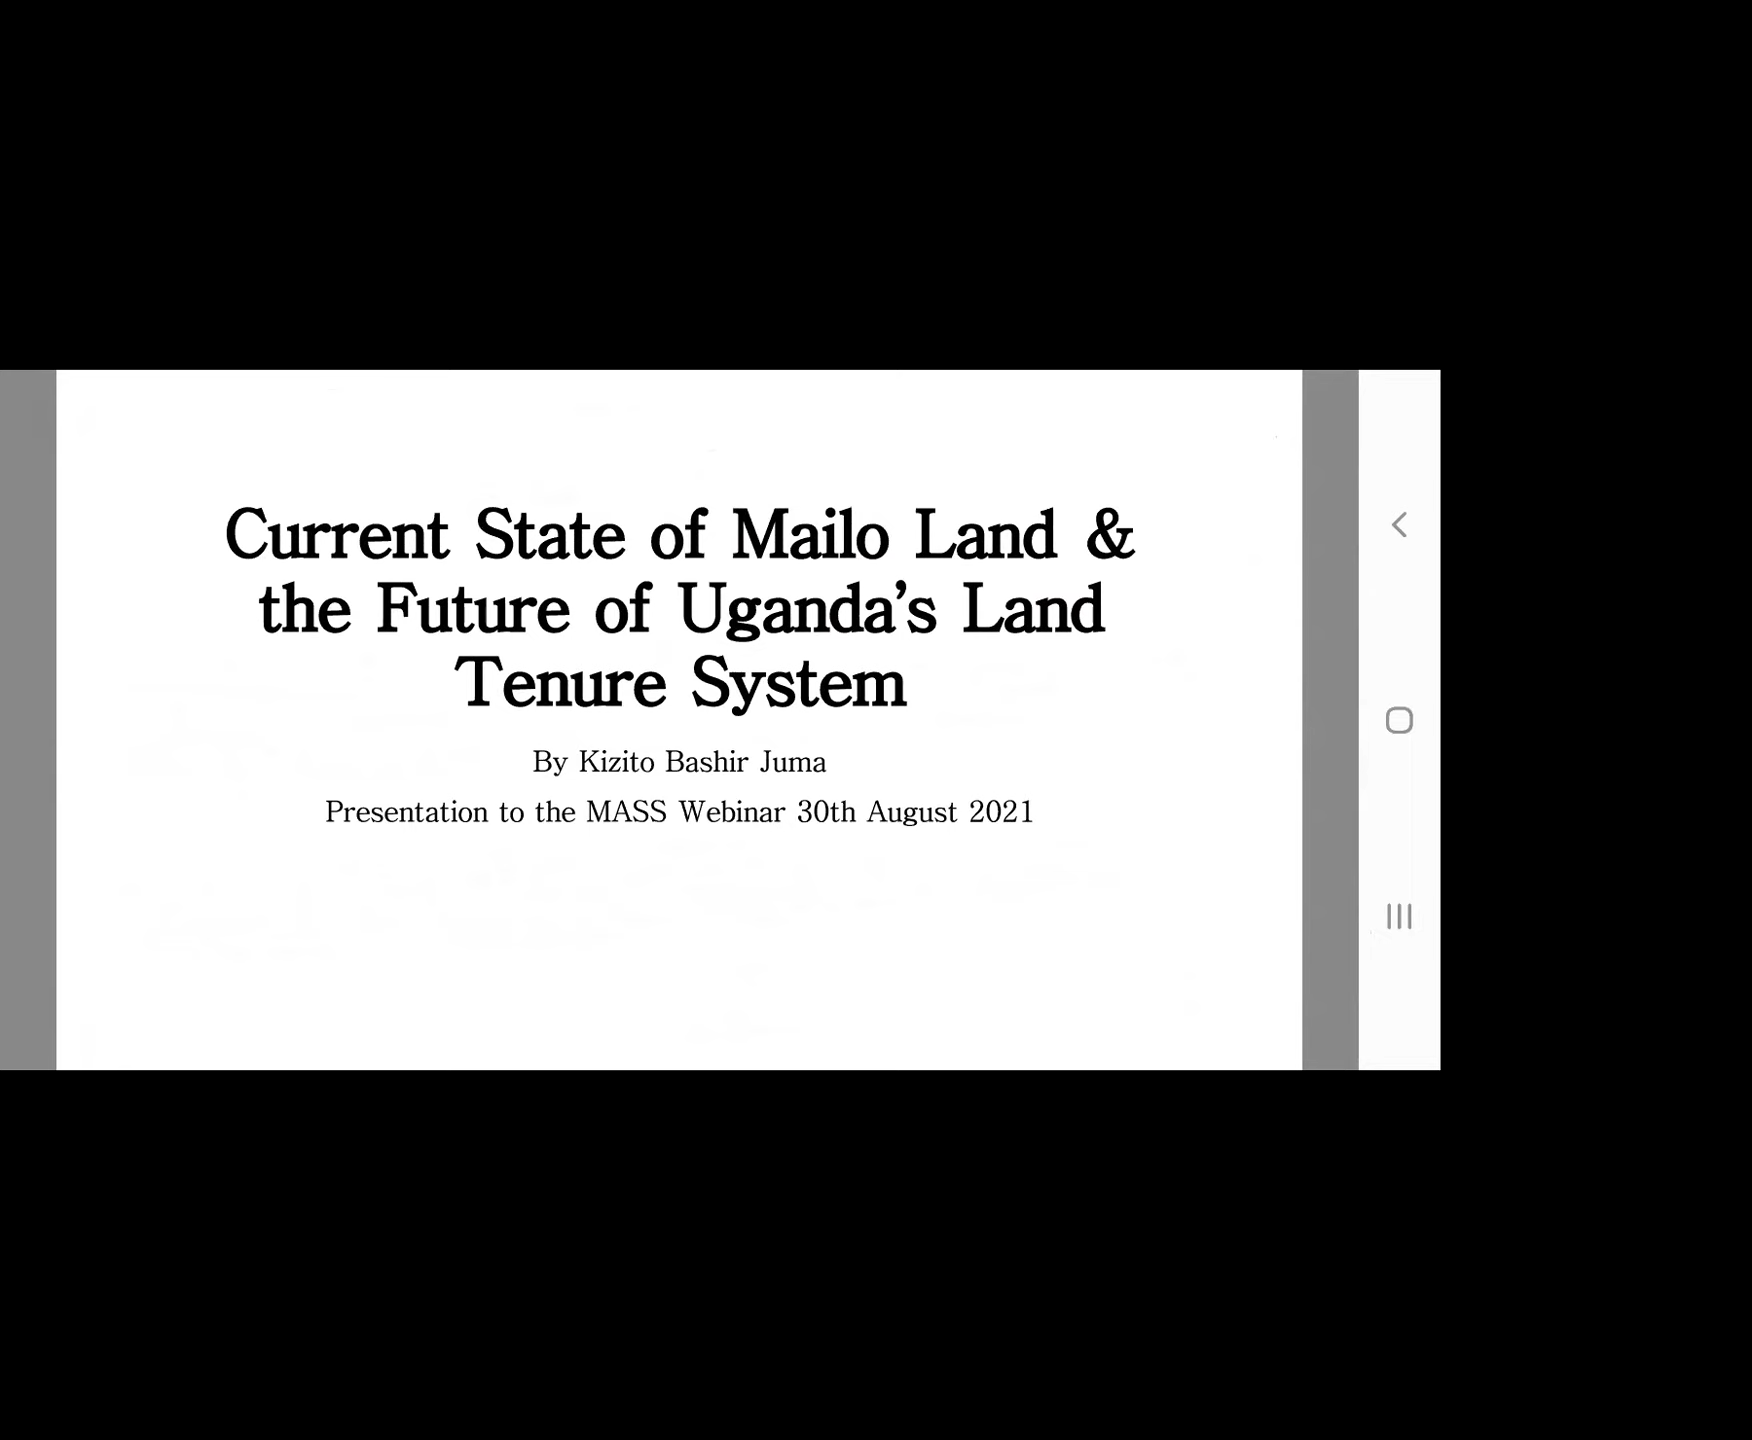 Current State of Mailo Land &
the Future of Uganda’s Land
Tenure System
By Kizito Bashir Juma
Presentation to the MASS Webinar 30th August 2021